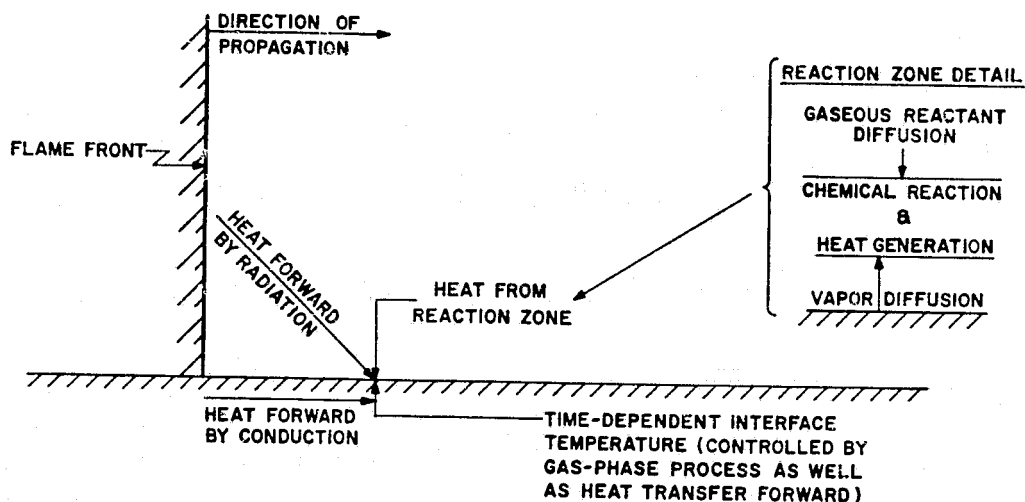 DIRECTION OF
PROPAGATION
FLAME FRONT
HEAT FORWARD
BY RADIATION
HEAT FROM
REACTION ZONE
HEAT FORWARD
BY CONDUCTION
TIME-DEPENDENT INTERFACE
TEMPERATURE (CONTROLLED BY
GAS-PHASE PROCESS AS WELL
AS HEAT TRANSFER FORWARD)
REACTION ZONE DETAIL
GASEOUS REACTANT
DIFFUSION
CHEMICAL REACTION
a
HEAT GENERATION
VAPOR DIFFUSION